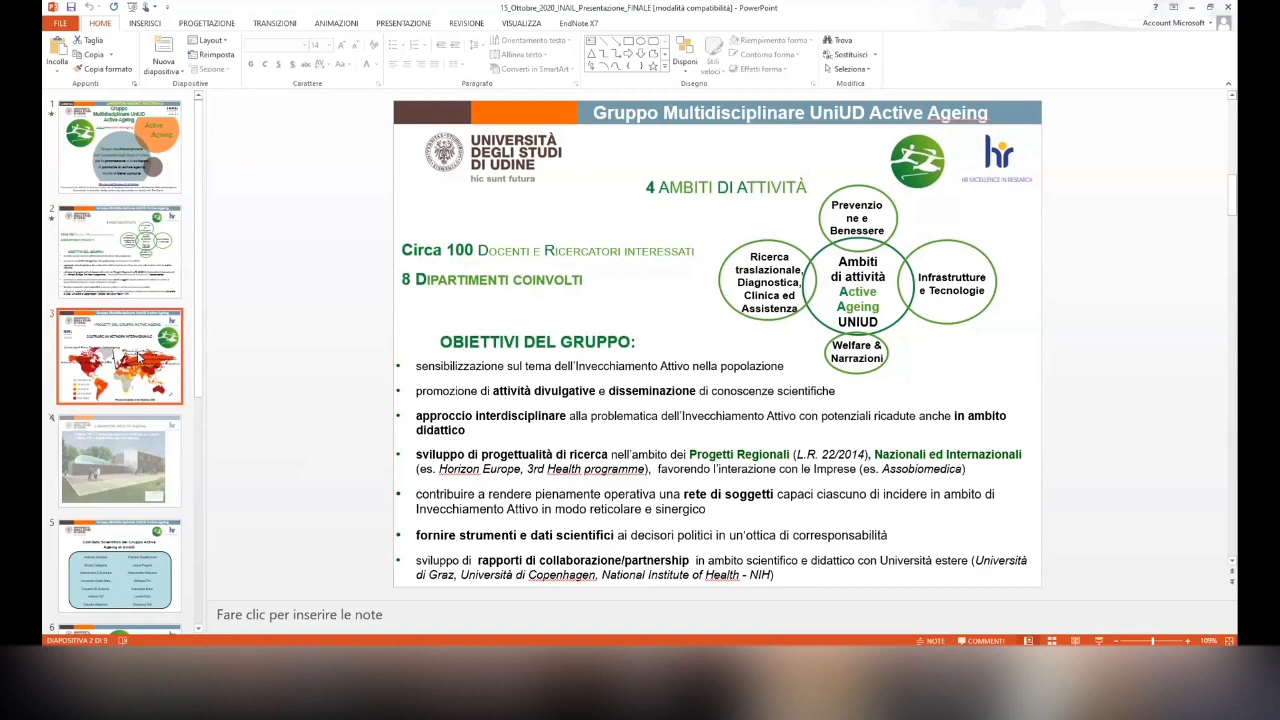 15_Ottobre_2020_INAIL_Presentazione_FINALE [modalità compatibilità] - PowerPoint
FILE HOME INSERISCI PROGETTAZIONE TRANSIZIONI ANIMAZIONI PRESENTAZIONE REVISIONE VISUALIZZA EndNote X7
Account Microsoft
Incolla
Taglia
Copia
Copia formato
Appunti
Nuova
diapositiva
Layout
Reimposta
Sezione
Diapositive
14
Carattere
Orientamento testo
Allinea testo
Converti in SmartArt
Paragrafo
Disponi
Stili
veloci
Riempimento forma
Contorno forma
Effetti forma
Disegno
Trova
Sostituisci
Seleziona
Modifica
1
2
3
4
5
6
Gruppo Multidisciplinare UnIUD Active Ageing
UNIVERSITÀ
DEGLI STUDI
DI UDINE
hic sunt futura
hr
HR EXCELLENCE IN RESEARCH
4 AMBITI DI ATTIVITÀ
Prevenzio
ne e
Benessere
Ricerca
traslazionale,
Diagnostica
Clinica ed
Assistenza
Ambiti
di attività
Active
Ageing
UNIUD
Infrastrutture
e Tecnologie
Welfare &
Narrazioni
Circa 100 DOCENTI E RICERCATORI INTERESSATI
8 DIPARTIMENTI COINVOLTI
OBIETTIVI DEL GRUPPO:
• sensibilizzazione sul tema dell'Invecchiamento Attivo nella popolazione
• promozione di attività divulgative e disseminazione di conoscenze scientifiche
• approccio interdisciplinare alla problematica dell'Invecchiamento Attivo con potenziali ricadute anche in ambito
didattico
• sviluppo di progettualità di ricerca nell'ambito dei Progetti Regionali (L.R. 22/2014), Nazionali ed Internazionali
(es. Horizon Europe, 3rd Health programme), favorendo l'interazione con le Imprese (es. Assobiomedica)
• contribuire a rendere pienamente operativa una rete di soggetti capaci ciascuno di incidere in ambito di
Invecchiamento Attivo in modo reticolare e sinergico
• fornire strumenti e dati scientifici ai decisori politici in un'ottica di corresponsabilità
• sviluppo di rapporti di collaborazione/partnership in ambito scientifico e didattico con Università estere (Università
di Graz, Università di Copenhagen, National Institute of Health - NIH)
Fare clic per inserire le note
DIAPOSITIVA 2 DI 9
NOTE
COMMENTI
109%